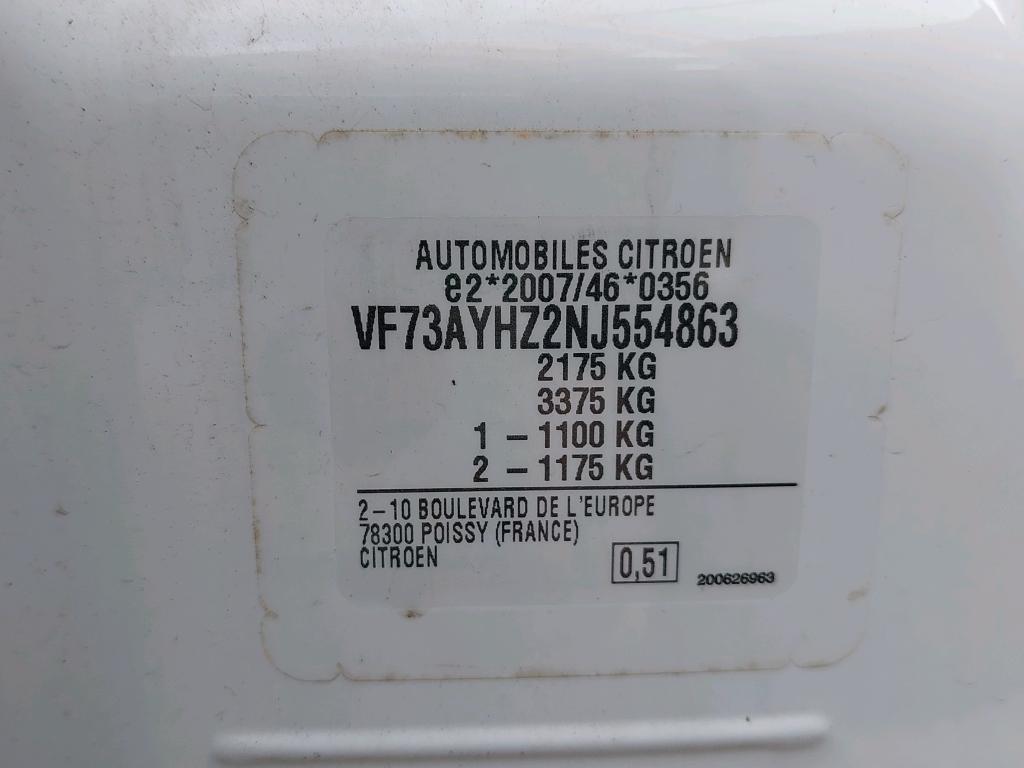 AUTOMOBILES CITROEN
e2*2007/46*0356
VF73AYHZ2NJ554863
2175 KG
3375 KG
1 - 1100 KG
2 - 1175 KG
2-10 BOULEVARD DE L'EUROPE
78300 POISSY (FRANCE)
CITROEN
0,51
200626963